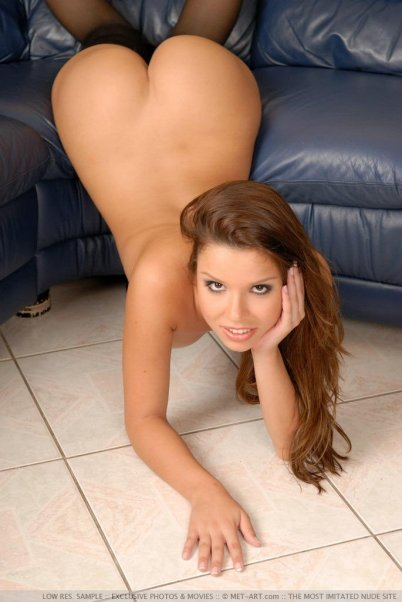 LOW RES. SAMPLE :: EXCLUSIVE PHOTOS & MOVIES :: © MET-ART.COM :: THE MOST IMITATED NUDE SITE